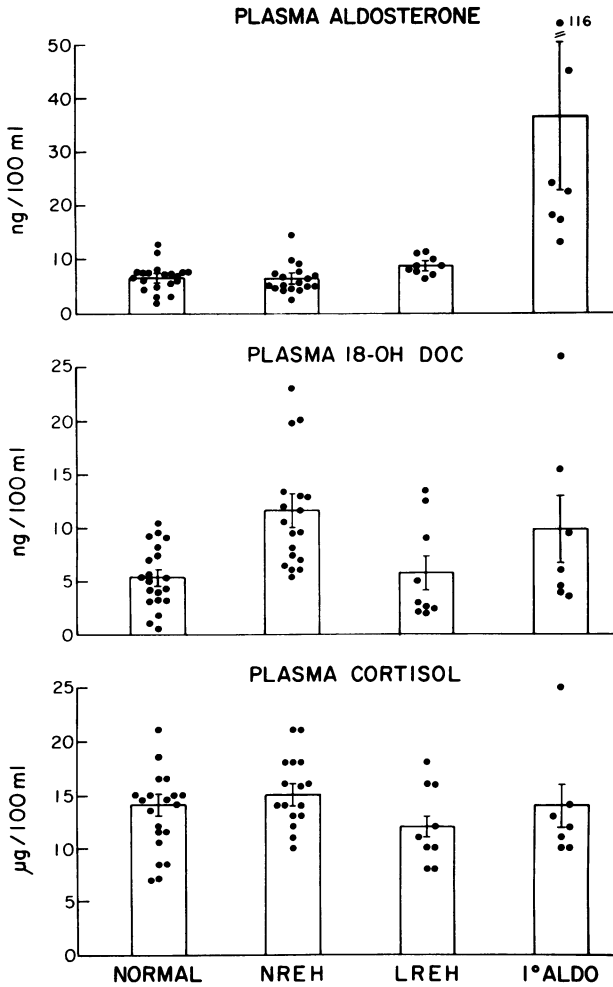 PLASMA ALDOSTERONE
116
50
40
30
20
10
0
ng/100 ml
PLASMA 18-OH DOC
25
20
15
10
5
0
ng/100 ml
PLASMA CORTISOL
25
20
15
10
5
0
µg/100 ml
NORMAL NREH LREH 1° ALDO